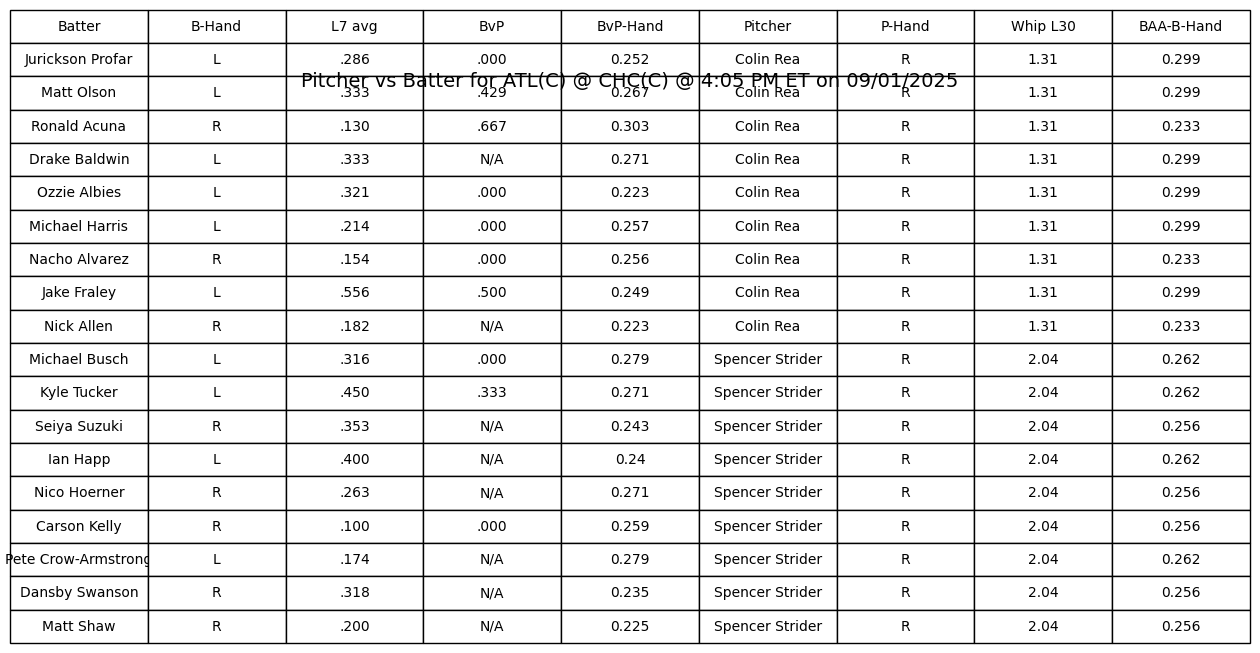 Batter B-Hand L7 avg BvP BvP-Hand Pitcher P-Hand Whip L30 BAA-B-Hand
Jurickson Profar L .286 .000 0.252 Colin Rea R 1.31 0.299
Pitcher vs Batter for ATL(C) @ CHC(C) @ 4:05 PM ET on 09/01/2025
Matt Olson L .333 .429 0.267 Colin Rea R 1.31 0.299
Ronald Acuna R .130 .667 0.303 Colin Rea R 1.31 0.233
Drake Baldwin L .333 N/A 0.271 Colin Rea R 1.31 0.299
Ozzie Albies L .321 .000 0.223 Colin Rea R 1.31 0.299
Michael Harris L .214 .000 0.257 Colin Rea R 1.31 0.299
Nacho Alvarez R .154 .000 0.256 Colin Rea R 1.31 0.233
Jake Fraley L .556 .500 0.249 Colin Rea R 1.31 0.299
Nick Allen R .182 N/A 0.223 Colin Rea R 1.31 0.233
Michael Busch L .316 .000 0.279 Spencer Strider R 2.04 0.262
Kyle Tucker L .450 .333 0.271 Spencer Strider R 2.04 0.262
Seiya Suzuki R .353 N/A 0.243 Spencer Strider R 2.04 0.256
Ian Happ L .400 N/A 0.24 Spencer Strider R 2.04 0.262
Nico Hoerner R .263 N/A 0.271 Spencer Strider R 2.04 0.256
Carson Kelly R .100 .000 0.259 Spencer Strider R 2.04 0.256
Pete Crow-Armstrong L .174 N/A 0.279 Spencer Strider R 2.04 0.262
Dansby Swanson R .318 N/A 0.235 Spencer Strider R 2.04 0.256
Matt Shaw R .200 N/A 0.225 Spencer Strider R 2.04 0.256